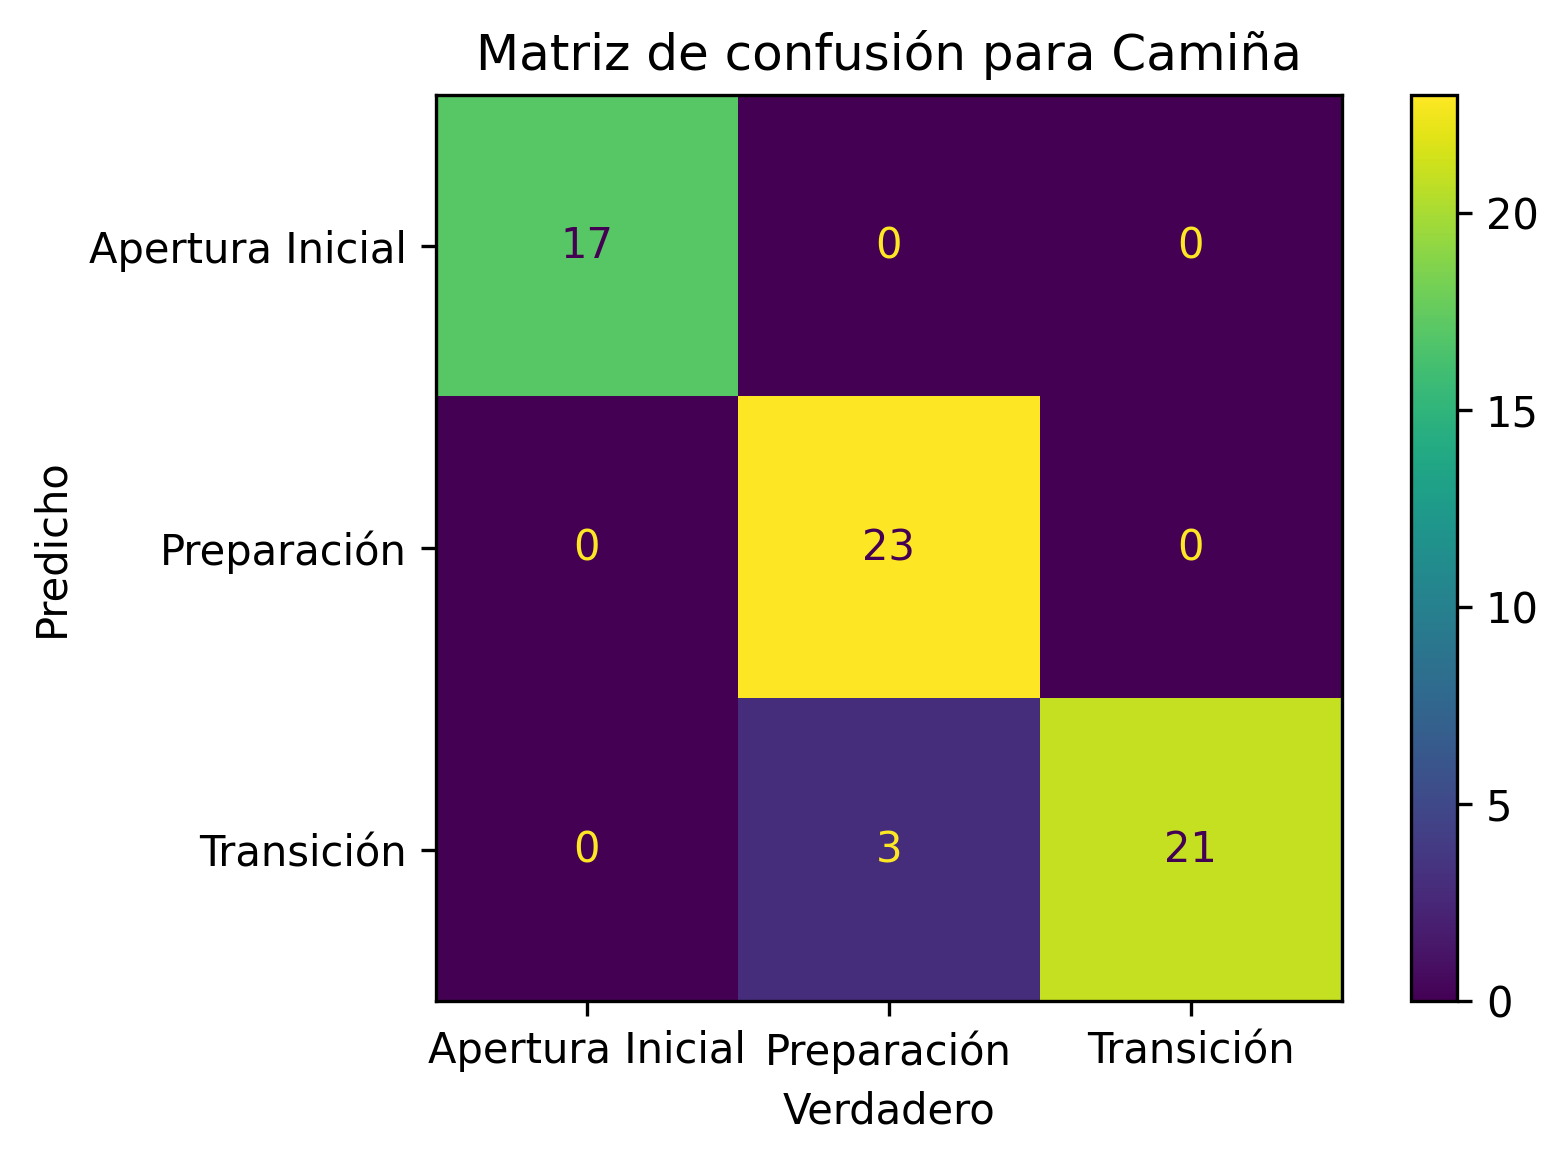 Matriz de confusión para Camiña
Predicho
Apertura Inicial
17 0 0
Preparación
0 23 0
Transición
0 3 21
Apertura Inicial Preparación Transición
Verdadero
20
15
10
5
0